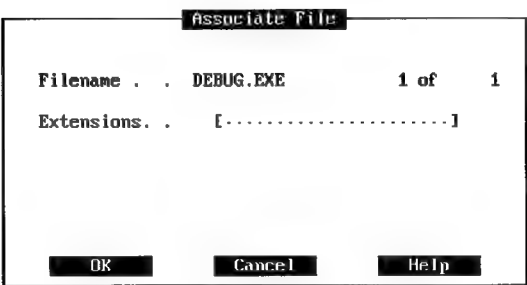 Associate File
Filename . . DEBUG.EXE 1 of 1
Extensions. . [......................]
OK Cancel Help